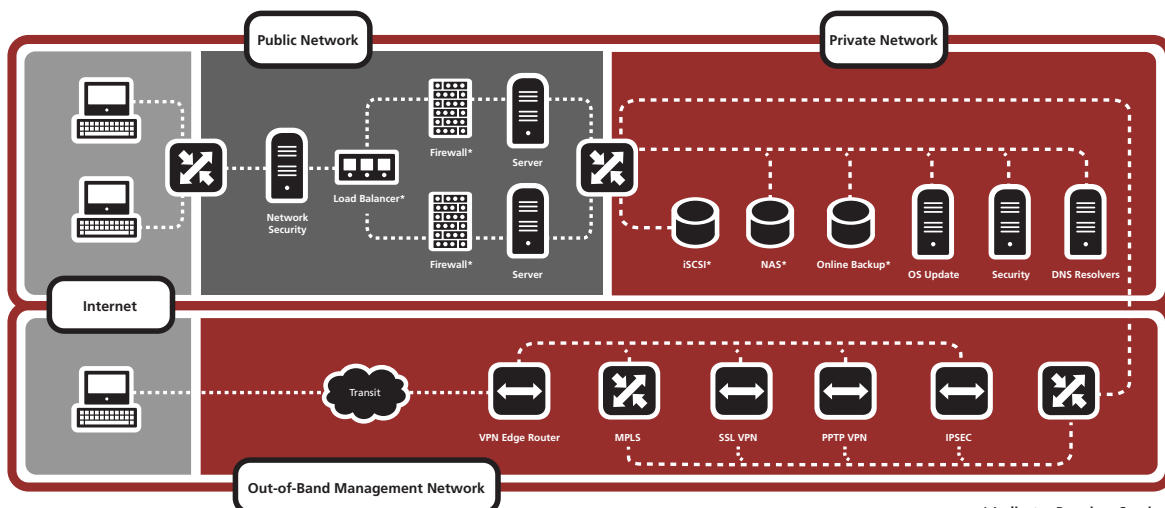 Public Network
Private Network
Firewall*
Server
Load Balancer*
Network
Security
Firewall*
Server
iSCSI*
NAS*
Online Backup*
OS Update
Security
DNS Resolvers
Internet
Transit
VPN Edge Router
MPLS
SSL VPN
PPTP VPN
IPSEC
Out-of-Band Management Network